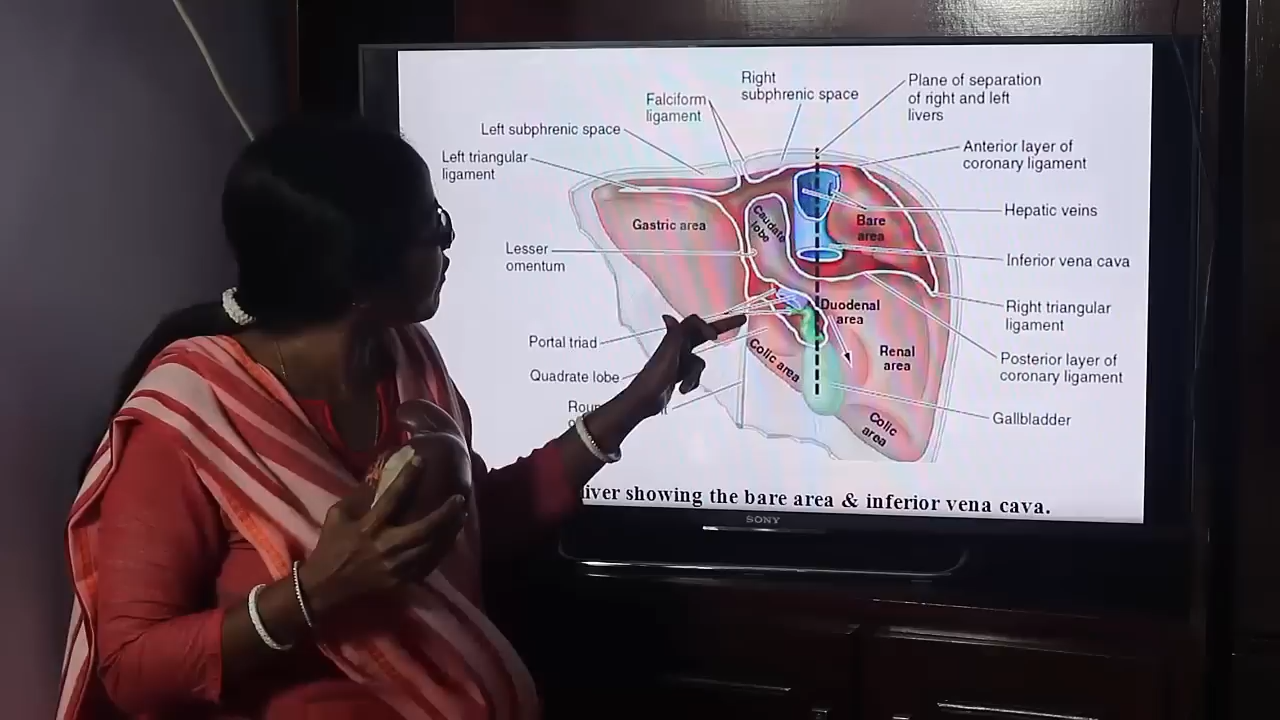 Right
subphrenic space
Plane of separation
of right and left
livers
Falciform
ligament
Left subphrenic space
Left triangular
ligament
Anterior layer of
coronary ligament
Gastric area
Caudate
lobe
Bare
area
Hepatic veins
Lesser
omentum
Inferior vena cava
Duodenal
area
Right triangular
ligament
Portal triad
Colic area
Renal
area
Posterior layer of
coronary ligament
Quadrate lobe
Gallbladder
Colic
area
liver showing the bare area & inferior vena cava.
SONY